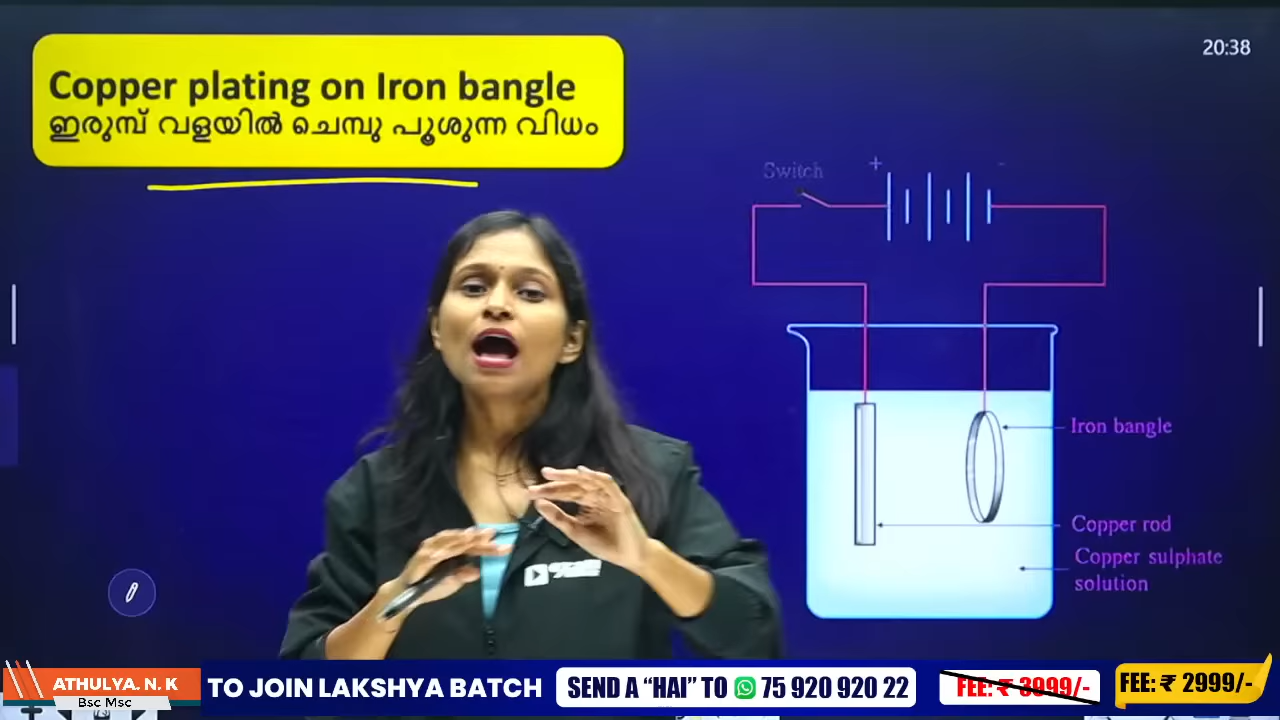 Copper plating on Iron bangle
ഇരുമ്പ് വളയിൽ ചെമ്പു പൂശുന്ന വിധം
20:38
Switch
+ -
Iron bangle
Copper rod
Copper sulphate
solution
ATHULYA. N. K
Bsc Msc
TO JOIN LAKSHYA BATCH
SEND A “HAI” TO 75 920 920 22
FEE: ₹ 3999/-
FEE: ₹ 2999/-